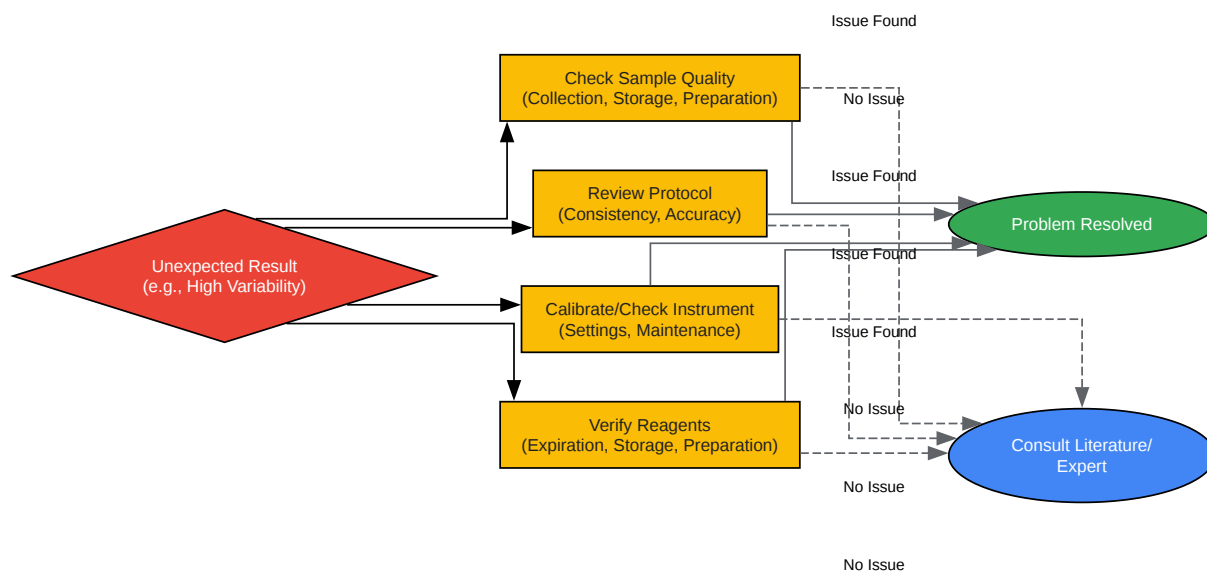 Issue Found
Check Sample Quality
(Collection, Storage, Preparation)
No Issue
Issue Found
Review Protocol
(Consistency, Accuracy)
Problem Resolved
Issue Found
Unexpected Result
(e.g., High Variability)
Calibrate/Check Instrument
(Settings, Maintenance)
Issue Found
No Issue
Verify Reagents
(Expiration, Storage, Preparation)
Consult Literature/
Expert
No Issue
No Issue